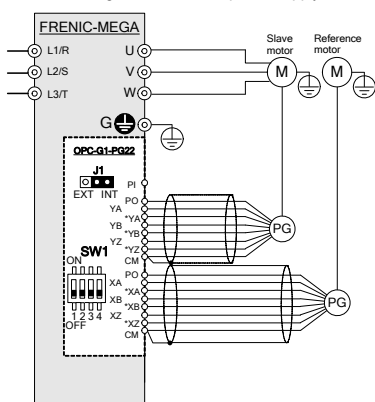 FRENIC-MEGA
Slave motor
Reference motor
L1/R
U
M
M
L2/S
V
L3/T
W
G
OPC-G1-PG22
J1
EXT INT
PI
PO
YA
*YA
YB
*YB
YZ
*YZ
CM
PG
SW1
ON
1 2 3 4
OFF
PO
XA
*XA
XB
*XB
XZ
*XZ
CM
PG